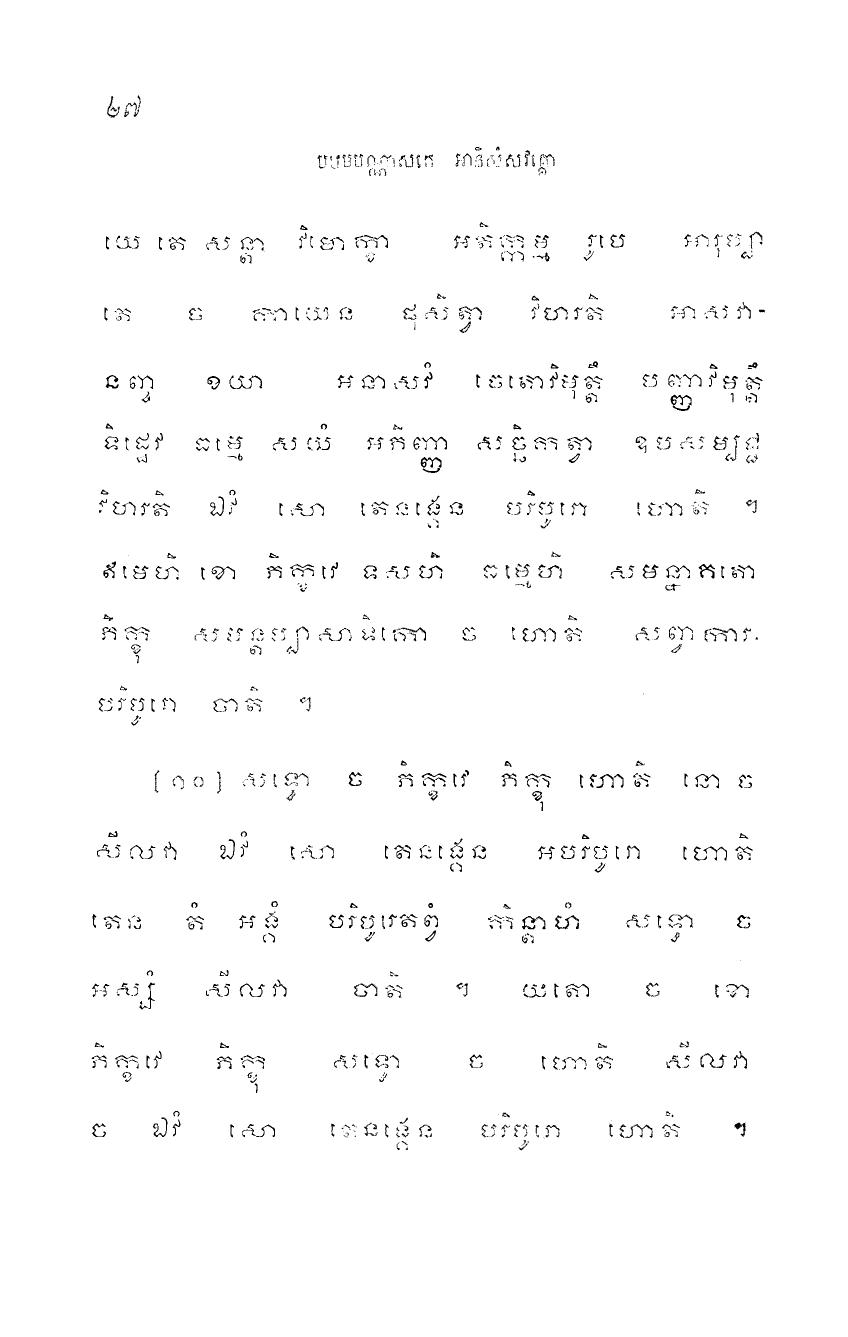 ២៧
បឋមបណ្ណាសកេ អានិសំសវគ្គោ
យេ តេ សន្តា វិមោក្ខា អតិក្កម្ម រូបេ អារុប្បា
តេ ច កាយេន ផុសិត្វា វិហរតិ អាសវា-
នញ្ច ខយា អនាសវំ ចេតោវិមុត្តឹ បញ្ញាវិមុត្តឹ
ទិដ្ឋេវ ធម្មេ សយំ អភិញ្ញា សច្ឆិកត្វា ឧបសម្បជ្ជ
វិហរតិ ឯវំ សោ តេនង្គេន បរិបូរោ ហោតិ ។
ឥមេហិ ខោ ភិក្ខវេ ទសហិ ធម្មេហិ សមន្នាគតោ
ភិក្ខុ សមន្តប្បាសាទិកោ ច ហោតិ សព្វាការ-
បរិបូរោ ចាតិ ។
[១០] សទ្ធោ ច ភិក្ខវេ ភិក្ខុ ហោតិ នោ ច
សីលវា ឯវំ សោ តេនង្គេន អបរិបូរោ ហោតិ
តេន តំ អង្គំ បរិបូរេតព្វំ កិន្តាហំ សទ្ធោ ច
អស្សំ សីលវា ចាតិ ។ យតោ ច ខោ
ភិក្ខវេ ភិក្ខុ សទ្ធោ ច ហោតិ សីលវា
ច ឯវំ សោ តេនង្គេន បរិបូរោ ហោតិ ។